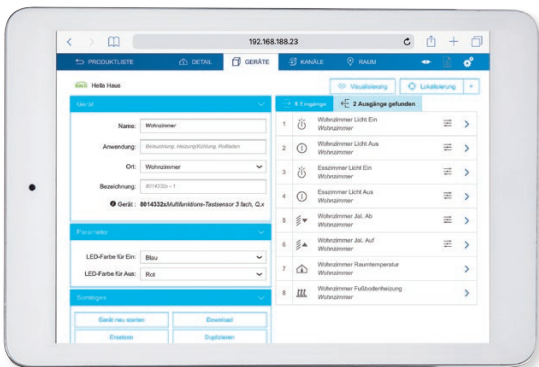 192.168.188.23
PRODUKTLISTE
DETAIL
GERÄTE
KANÄLE
RAUM
Hella Haus
Visualisierung
Lokalisierung
Gerät
Name: Wohnzimmer
Anwendung: Beleuchtung, Heizung/Kühlung, Rolladen
Ort: Wohnzimmer
Bezeichnung: 8014332x - 1
Gerät : 8014332xMultifunktions-Tastsensor 3 fach, Q.x
Parameter
LED-Farbe für Ein: Blau
LED-Farbe für Aus: Rot
Sonstiges
Gerät neu starten
Download
Ersetzen
Duplizieren
8 Eingänge
2 Ausgänge gefunden
1
Wohnzimmer Licht Ein
Wohnzimmer
2
Wohnzimmer Licht Aus
Wohnzimmer
3
Esszimmer Licht Ein
Wohnzimmer
4
Esszimmer Licht Aus
Wohnzimmer
5
Wohnzimmer Jal. Ab
Wohnzimmer
6
Wohnzimmer Jal. Auf
Wohnzimmer
7
Wohnzimmer Raumtemperatur
Wohnzimmer
8
Wohnzimmer Fußbodenheizung
Wohnzimmer